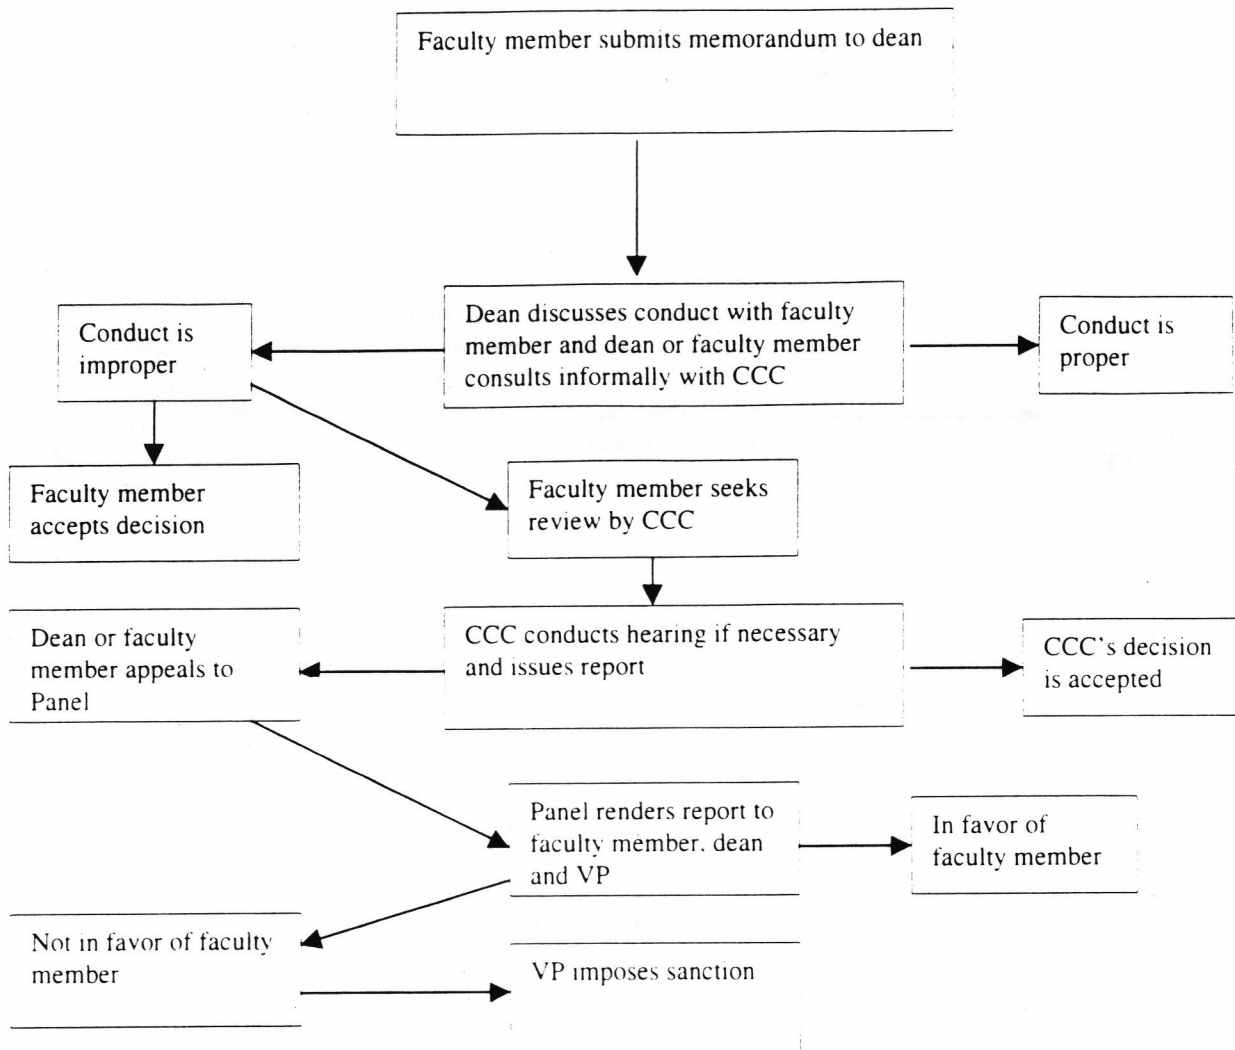 Faculty member submits memorandum to dean
Dean discusses conduct with faculty
member and dean or faculty member
consults informally with CCC
Conduct is
improper
Conduct is
proper
Faculty member
accepts decision
Faculty member seeks
review by CCC
Dean or faculty
member appeals to
Panel
CCC conducts hearing if necessary
and issues report
CCC's decision
is accepted
Panel renders report to
faculty member, dean
and VP
In favor of
faculty member
Not in favor of faculty
member
VP imposes sanction